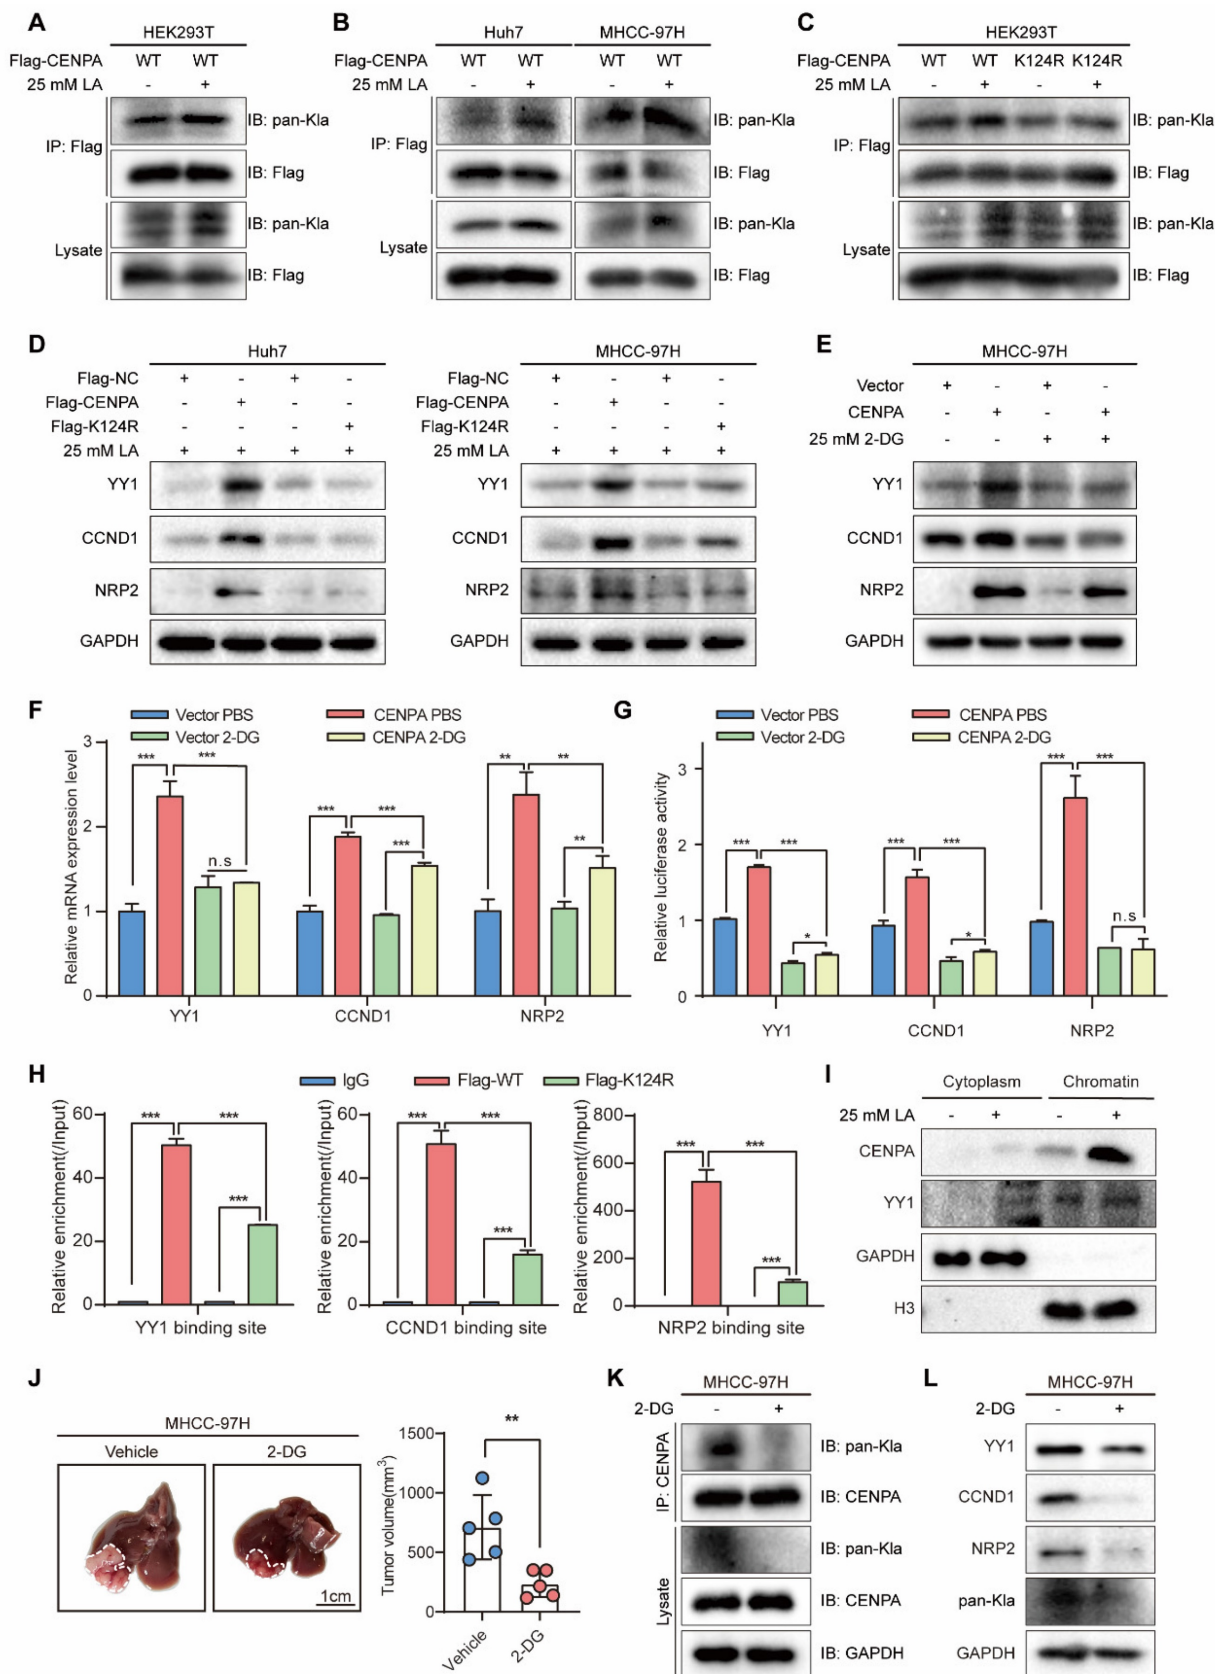 A
HEK293T
Flag-CENPA WT WT
25 mM LA - +
IP: Flag
IB: pan-Kla
IB: Flag
Lysate
IB: pan-Kla
IB: Flag
B
Huh7 MHCC-97H
WT WT WT WT
25 mM LA - + - +
IP: Flag
IB: pan-Kla
IB: Flag
Lysate
IB: pan-Kla
IB: Flag
C
HEK293T
Flag-CENPA WT WT K124R K124R
25 mM LA - + - +
IP: Flag
IB: pan-Kla
IB: Flag
Lysate
IB: pan-Kla
IB: Flag
D
Huh7
Flag-NC + - + -
Flag-CENPA - + - -
Flag-K124R - - - +
25 mM LA + + + +
YY1
CCND1
NRP2
GAPDH
MHCC-97H
Flag-NC + - + -
Flag-CENPA - + - -
Flag-K124R - - - +
25 mM LA + + + +
YY1
CCND1
NRP2
GAPDH
E
MHCC-97H
Vector + - + -
CENPA - + - +
25 mM 2-DG - - + +
YY1
CCND1
NRP2
GAPDH
F
Vector PBS CENPA PBS
Vector 2-DG CENPA 2-DG
Relative mRNA expression level
3
2
1
0
*** *** n.s
*** *** ***
** ** **
YY1 CCND1 NRP2
G
Vector PBS CENPA PBS
Vector 2-DG CENPA 2-DG
Relative luciferase activity
3
2
1
0
*** *** *
*** *** *
*** *** n.s
YY1 CCND1 NRP2
H
IgG Flag-WT Flag-K124R
Relative enrichment(/Input)
60
40
20
0
*** *** ***
YY1 binding site
Relative enrichment(/Input)
60
40
20
0
*** *** ***
CCND1 binding site
Relative enrichment(/Input)
800
600
400
200
0
*** *** ***
NRP2 binding site
I
Cytoplasm Chromatin
25 mM LA - + - +
CENPA
YY1
GAPDH
H3
J
MHCC-97H
Vehicle 2-DG
1cm
Tumor volume(mm³)
1500
1000
500
0
**
Vehicle 2-DG
K
MHCC-97H
2-DG - +
IP: CENPA
IB: pan-Kla
IB: CENPA
Lysate
IB: pan-Kla
IB: CENPA
IB: GAPDH
L
MHCC-97H
2-DG - +
YY1
CCND1
NRP2
pan-Kla
GAPDH